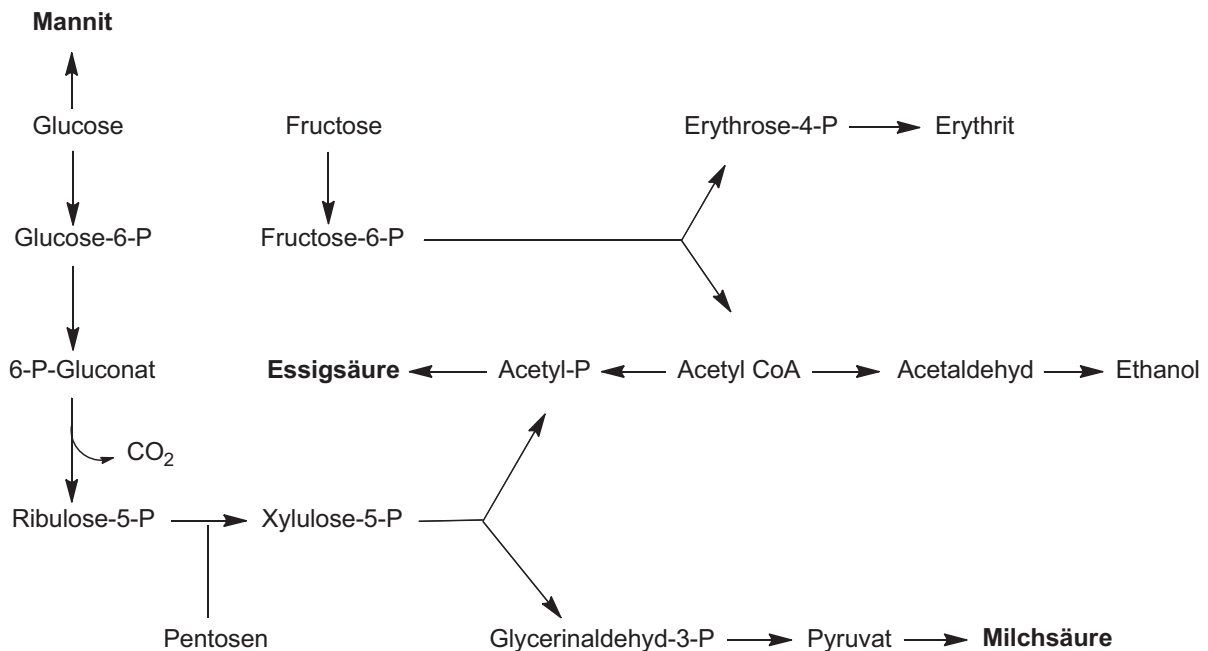 Mannit
Glucose Fructose Erythrose-4-P Erythrit
Glucose-6-P Fructose-6-P
6-P-Gluconat Essigsäure Acetyl-P Acetyl CoA Acetaldehyd Ethanol
CO2
Ribulose-5-P Xylulose-5-P
Pentosen Glycerinaldehyd-3-P Pyruvat Milchsäure